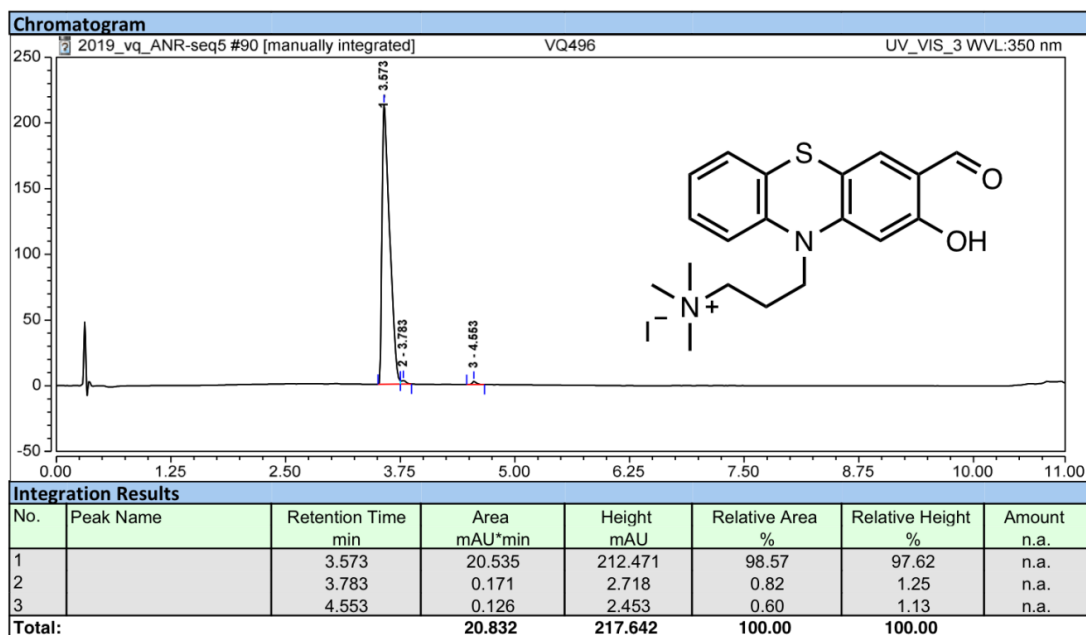 Chromatogram
2019_vq_ANR-seq5 #90 [manually integrated] VQ496 UV_VIS_3 WVL:350 nm
250
200
150
100
50
0
-50
1 - 3.573
2 - 3.783
3 - 4.553
S
O
N
OH
N
+
I
−
0.00 1.25 2.50 3.75 5.00 6.25 7.50 8.75 10.00 11.00
Integration Results
No. Peak Name Retention Time Area Height Relative Area Relative Height Amount
min mAU*min mAU % % n.a.
1 3.573 20.535 212.471 98.57 97.62 n.a.
2 3.783 0.171 2.718 0.82 1.25 n.a.
3 4.553 0.126 2.453 0.60 1.13 n.a.
Total: 20.832 217.642 100.00 100.00